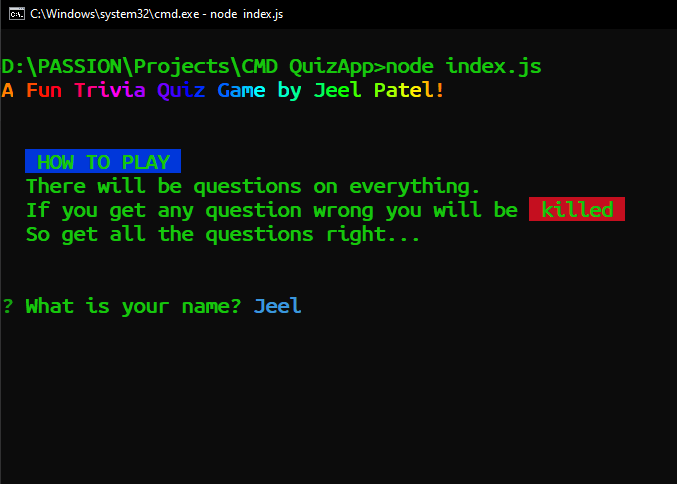 C:\Windows\system32\cmd.exe - node index.js
D:\PASSION\Projects\CMD QuizApp>node index.js
A Fun Trivia Quiz Game by Jeel Patel!
HOW TO PLAY
There will be questions on everything.
If you get any question wrong you will be killed
So get all the questions right...
? What is your name? Jeel